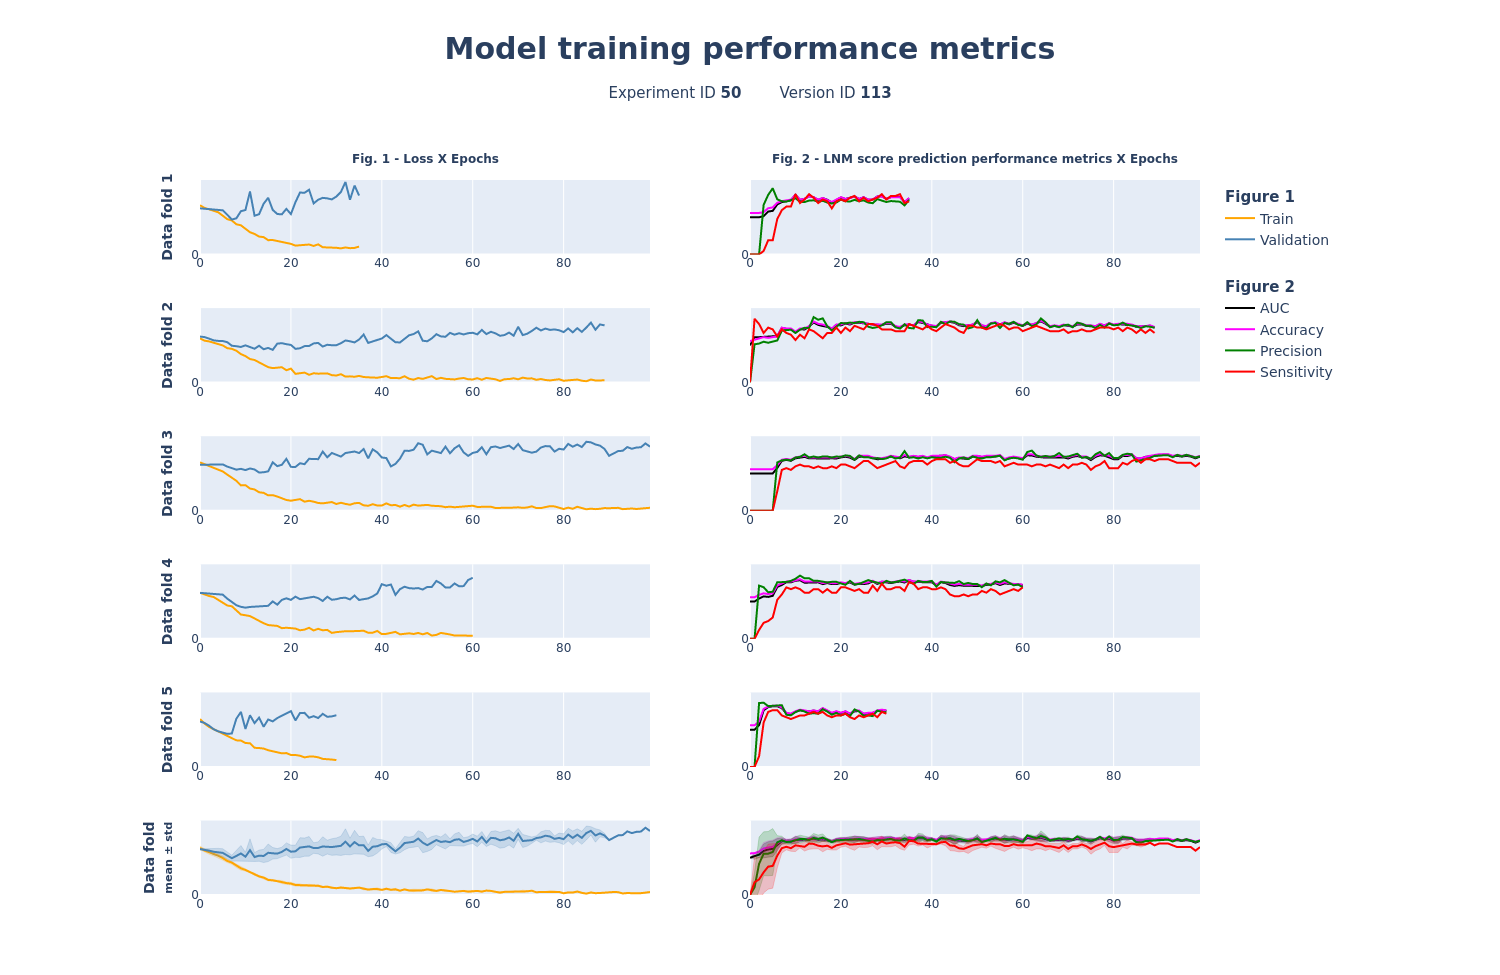 Model training performance metrics
Experiment ID 50 Version ID 113
Fig. 1 - Loss X Epochs
Fig. 2 - LNM score prediction performance metrics X Epochs
Data fold 1
0
0 20 40 60 80
0
0 20 40 60 80
Data fold 2
0
0 20 40 60 80
0
0 20 40 60 80
Data fold 3
0
0 20 40 60 80
0
0 20 40 60 80
Data fold 4
0
0 20 40 60 80
0
0 20 40 60 80
Data fold 5
0
0 20 40 60 80
0
0 20 40 60 80
Data fold
mean ± std
0
0 20 40 60 80
0
0 20 40 60 80
Figure 1
Train
Validation
Figure 2
AUC
Accuracy
Precision
Sensitivity